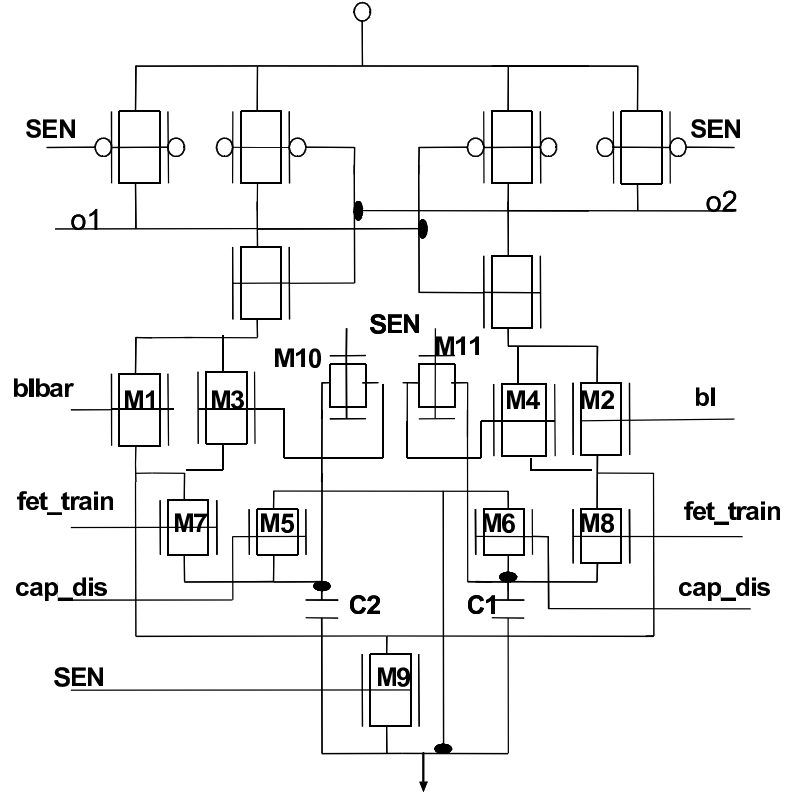 SEN
SEN
o1
o2
SEN
M10
M11
blbar
M1
M3
M4
M2
bl
fet_train
M7
M5
M6
M8
fet_train
cap_dis
C2
C1
cap_dis
SEN
M9